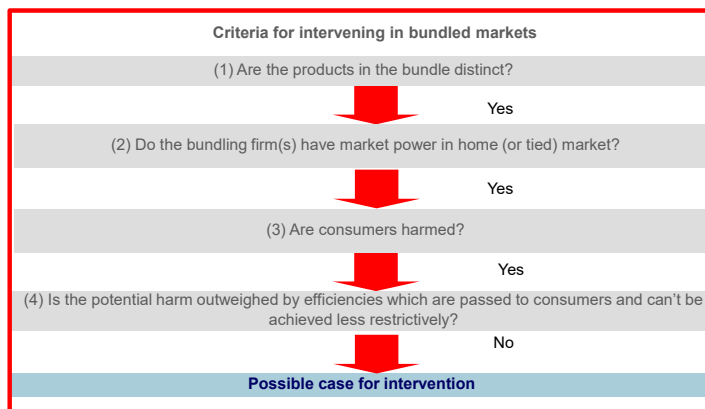 Criteria for intervening in bundled markets
(1) Are the products in the bundle distinct?
Yes
(2) Do the bundling firm(s) have market power in home (or tied) market?
Yes
(3) Are consumers harmed?
Yes
(4) Is the potential harm outweighed by efficiencies which are passed to consumers and can't be
achieved less restrictively?
No
Possible case for intervention